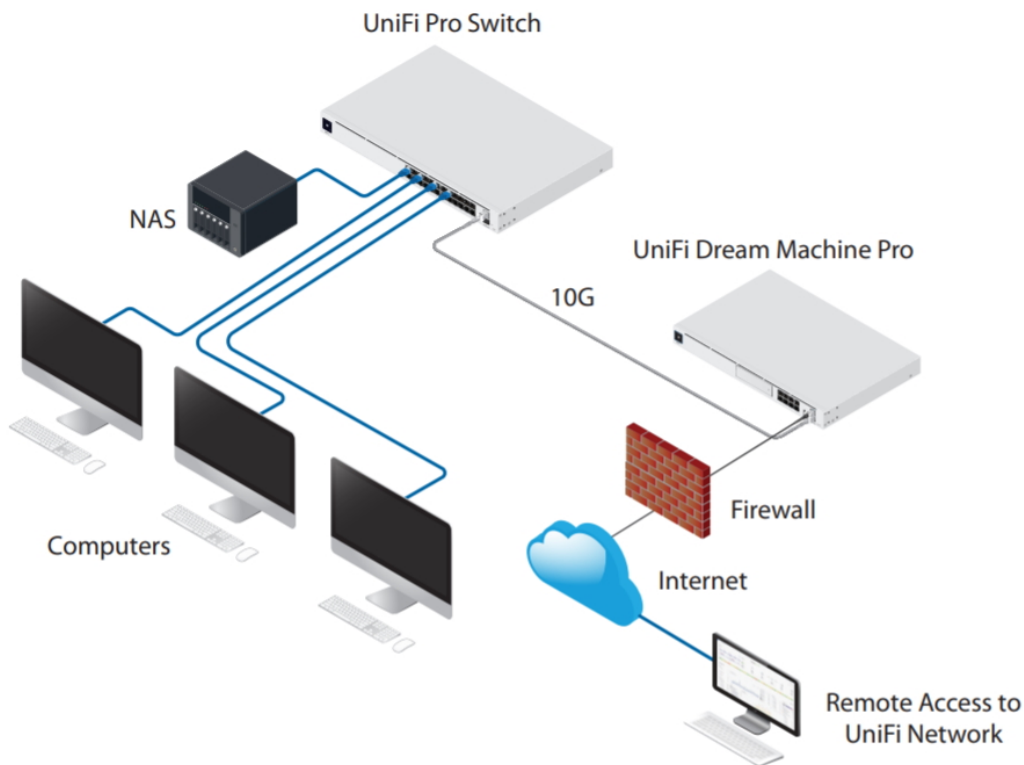 UniFi Pro Switch
NAS
UniFi Dream Machine Pro
10G
Firewall
Computers
Internet
Remote Access to
UniFi Network